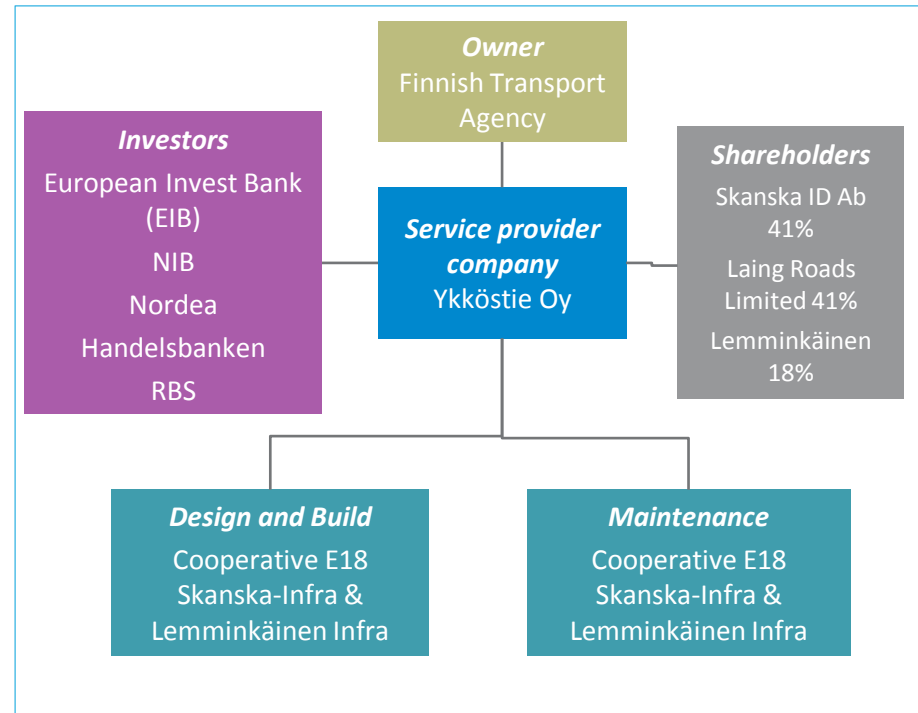 Owner
Finnish Transport
Agency
Investors
European Invest Bank
(EIB)
NIB
Nordea
Handelsbanken
RBS
Service provider
company
Ykköstie Oy
Shareholders
Skanska ID Ab
41%
Laing Roads
Limited 41%
Lemminkäinen
18%
Design and Build
Cooperative E18
Skanska-Infra &
Lemminkäinen Infra
Maintenance
Cooperative E18
Skanska-Infra &
Lemminkäinen Infra